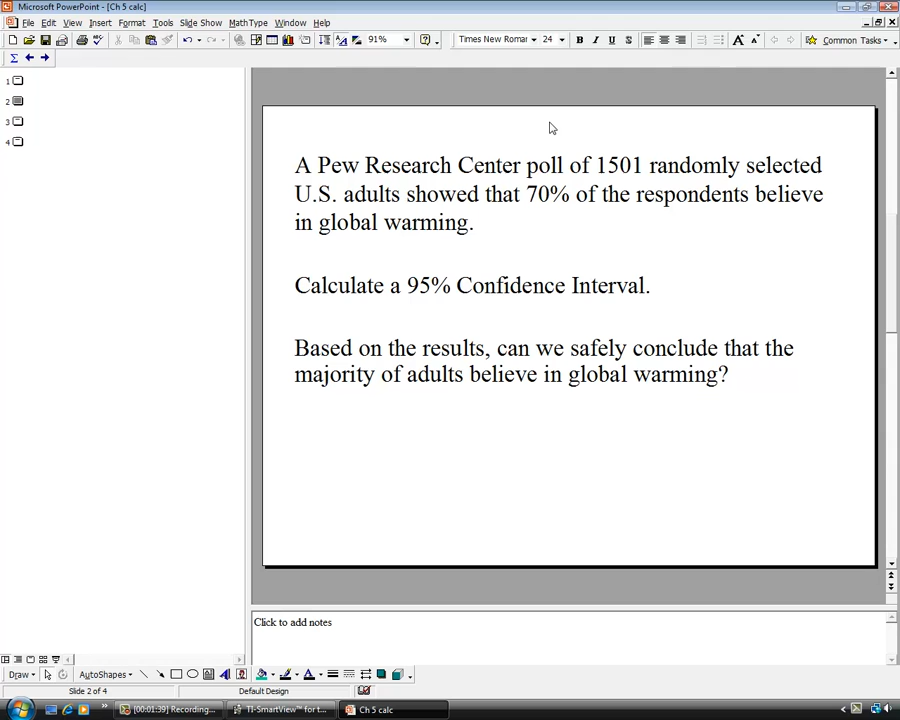 Microsoft PowerPoint - [Ch 5 calc]
File Edit View Insert Format Tools Slide Show MathType Window Help
91% Times New Romar 24 B I U S A A Common Tasks
1
2
3
4
A Pew Research Center poll of 1501 randomly selected
U.S. adults showed that 70% of the respondents believe
in global warming.
Calculate a 95% Confidence Interval.
Based on the results, can we safely conclude that the
majority of adults believe in global warming?
Click to add notes
Draw AutoShapes
Slide 2 of 4 Default Design
[00:01:39] Recording... TI-SmartView™ for t... Ch 5 calc